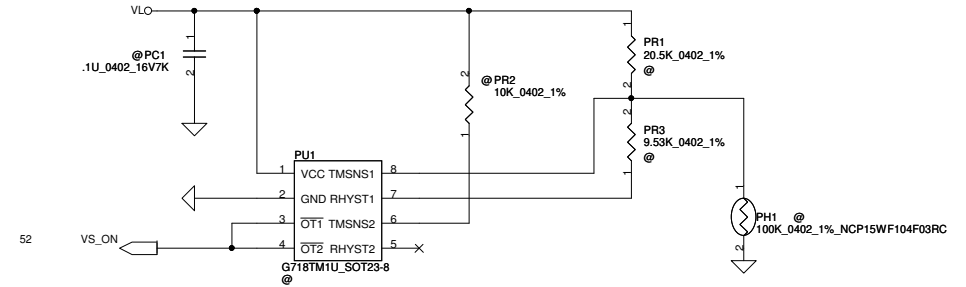 VL
1
@ PC1
.1U_0402_16V7K
2
2
@ PR2
10K_0402_1%
1
1
PR1
20.5K_0402_1%
@
2
2
PR3
9.53K_0402_1%
@
1
PU1
1 VCC TMSNS1 8
2 GND RHYST1 7
3 OT1 TMSNS2 6
4 OT2 RHYST2 5
G718TM1U_SOT23-8
@
52 VS_ON
1
PH1 @
100K_0402_1%_NCP15WF104F03RC
2